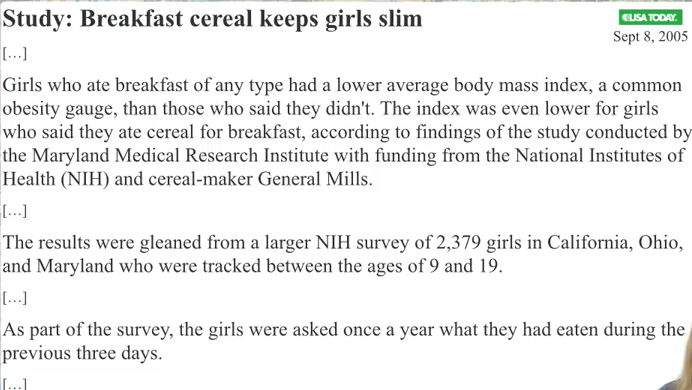 Study: Breakfast cereal keeps girls slim
USA TODAY.
Sept 8, 2005
[…]
Girls who ate breakfast of any type had a lower average body mass index, a common
obesity gauge, than those who said they didn't. The index was even lower for girls
who said they ate cereal for breakfast, according to findings of the study conducted by
the Maryland Medical Research Institute with funding from the National Institutes of
Health (NIH) and cereal-maker General Mills.
[…]
The results were gleaned from a larger NIH survey of 2,379 girls in California, Ohio,
and Maryland who were tracked between the ages of 9 and 19.
[…]
As part of the survey, the girls were asked once a year what they had eaten during the
previous three days.
[…]